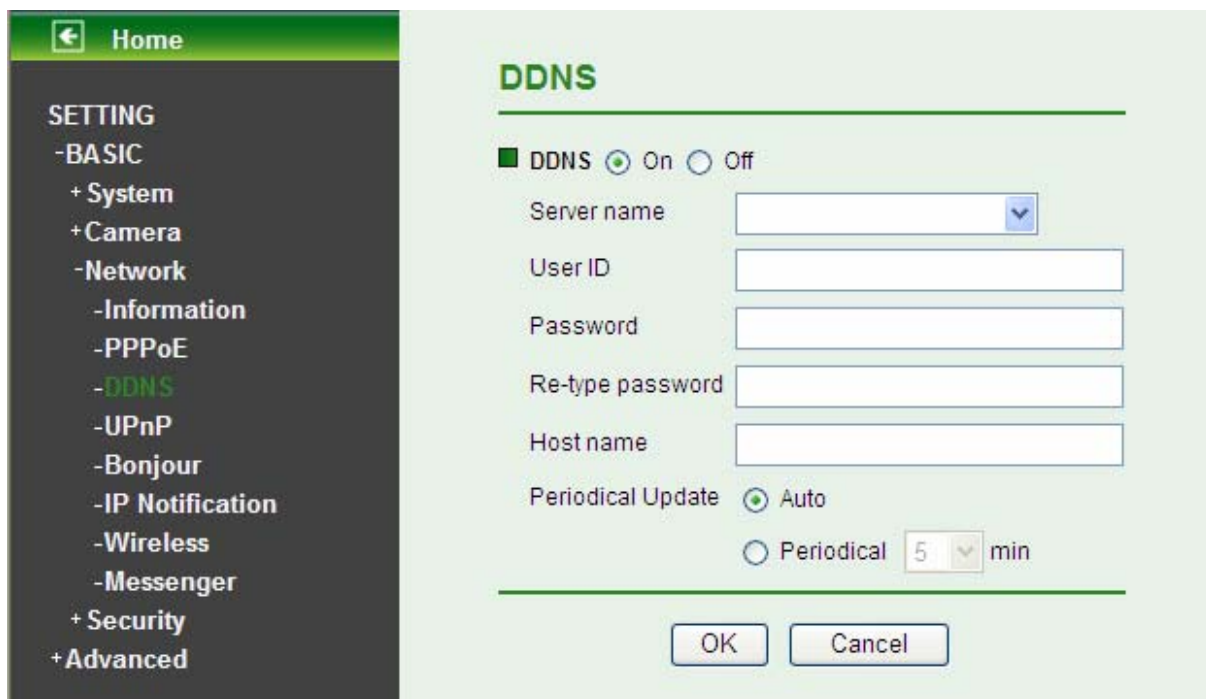 Home
SETTING
-BASIC
+ System
+Camera
-Network
-Information
-PPPoE
-DDNS
-UPnP
-Bonjour
-IP Notification
-Wireless
-Messenger
+ Security
+Advanced
DDNS
DDNS On Off
Server name
User ID
Password
Re-type password
Host name
Periodical Update Auto
Periodical 5 min
OK Cancel